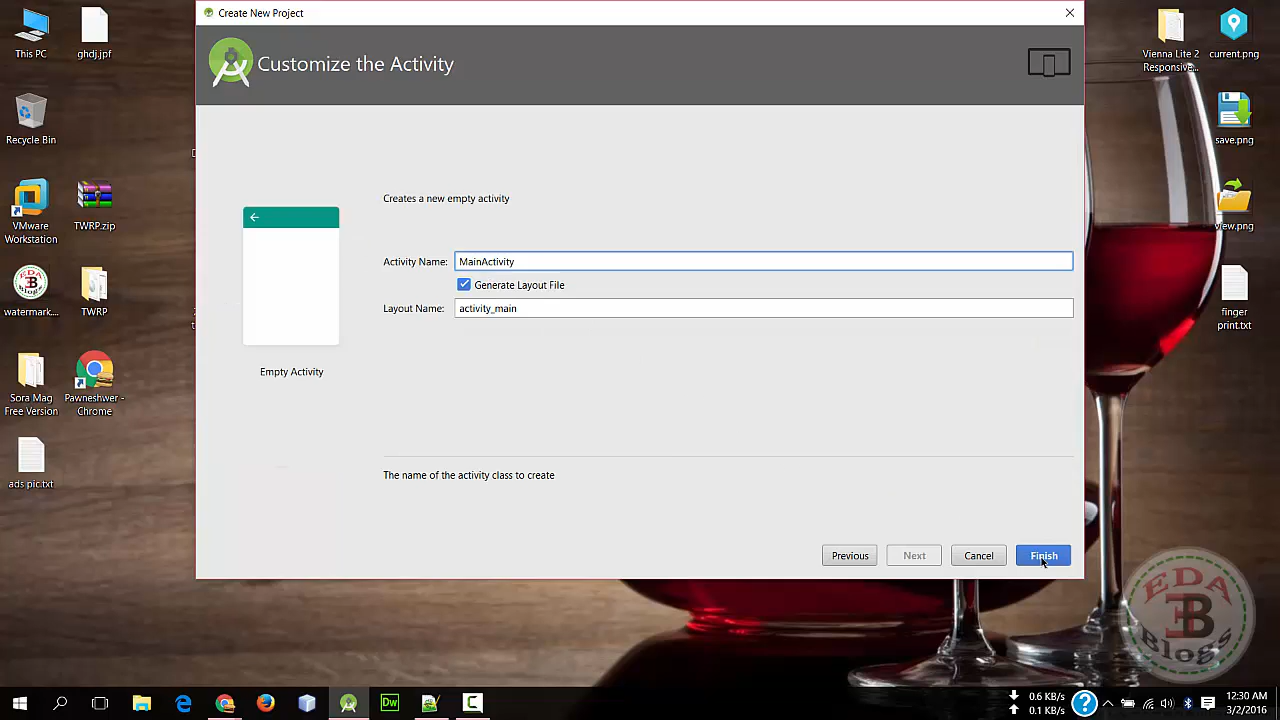 Create New Project
This PC
ghdj.jpf
Customize the Activity
Vienna Lite 2
Responsive...
current.png
Recycle Bin
save.png
Creates a new empty activity
VMware
Workstation
TWRP.zip
view.png
Activity Name:
MainActivity
Generate Layout File
Layout Name:
activity_main
watermark...
TWRP
finger
print.txt
Empty Activity
Sora Mag
Free Version
Pawneshwer -
Chrome
The name of the activity class to create
ads pic.txt
Previous
Next
Cancel
Finish
EDA
B
Blogs
Dw
0.6 KB/s
0.1 KB/s
12:30 AM
3/2/2016